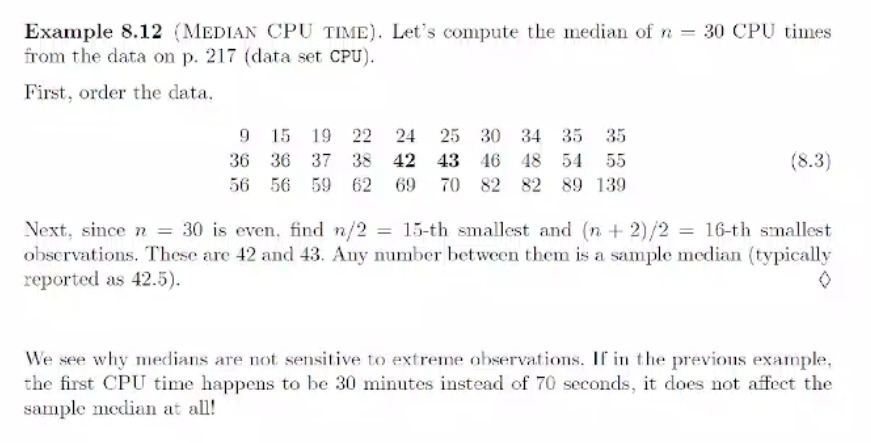 Example 8.12 (MEDIAN CPU TIME). Let's compute the median of n = 30 CPU times
from the data on p. 217 (data set CPU).
First, order the data,
9 15 19 22 24 25 30 34 35 35
36 36 37 38 42 43 46 48 54 55 (8.3)
56 56 59 62 69 70 82 82 89 139
Next, since n = 30 is even, find n/2 = 15-th smallest and (n + 2)/2 = 16-th smallest
observations. These are 42 and 43. Any number between them is a sample median (typically
reported as 42.5). ◊
We see why medians are not sensitive to extreme observations. If in the previous example,
the first CPU time happens to be 30 minutes instead of 70 seconds, it does not affect the
sample median at all!